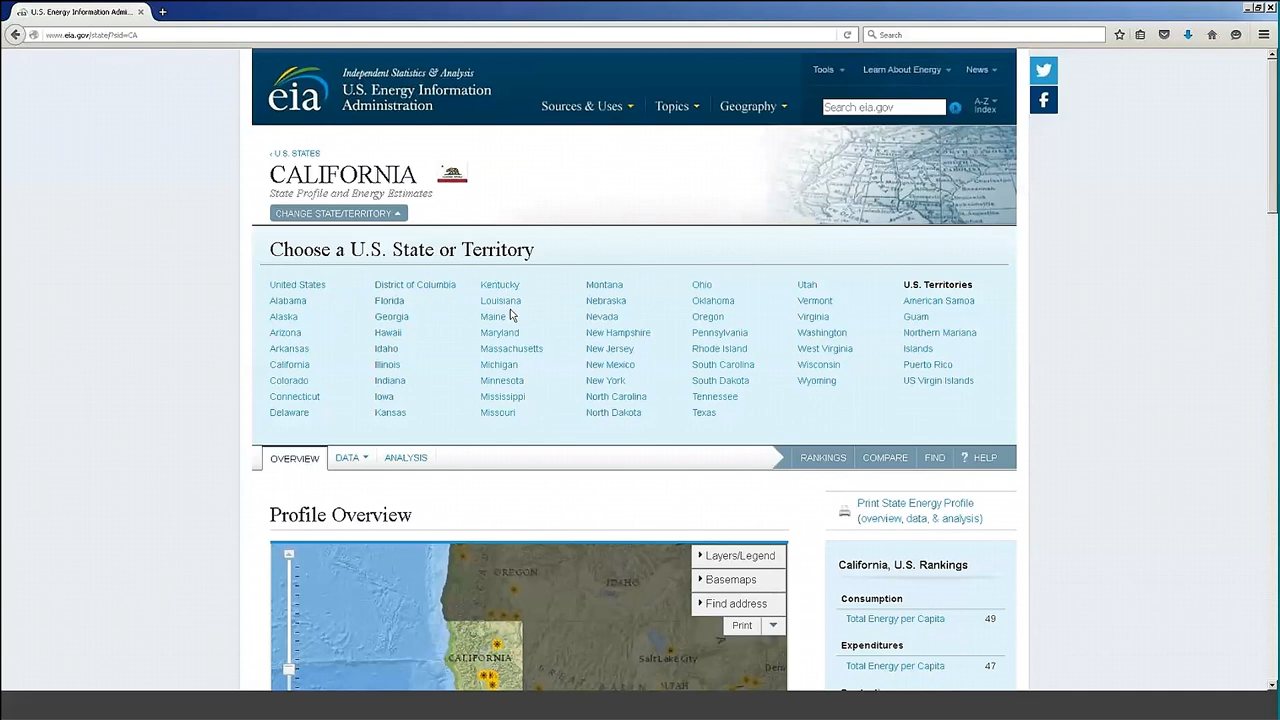 U.S. Energy Information Admi...
www.eia.gov/state/?sid=CA
Search
eia
Independent Statistics & Analysis
U.S. Energy Information
Administration
Tools
Learn About Energy
News
Sources & Uses
Topics
Geography
Search eia.gov
A-Z
Index
‹ U.S. STATES
CALIFORNIA
State Profile and Energy Estimates
CHANGE STATE/TERRITORY
Choose a U.S. State or Territory
United States
Alabama
Alaska
Arizona
Arkansas
California
Colorado
Connecticut
Delaware
District of Columbia
Florida
Georgia
Hawaii
Idaho
Illinois
Indiana
Iowa
Kansas
Kentucky
Louisiana
Maine
Maryland
Massachusetts
Michigan
Minnesota
Mississippi
Missouri
Montana
Nebraska
Nevada
New Hampshire
New Jersey
New Mexico
New York
North Carolina
North Dakota
Ohio
Oklahoma
Oregon
Pennsylvania
Rhode Island
South Carolina
South Dakota
Tennessee
Texas
Utah
Vermont
Virginia
Washington
West Virginia
Wisconsin
Wyoming
U.S. Territories
American Samoa
Guam
Northern Mariana
Islands
Puerto Rico
US Virgin Islands
OVERVIEW
DATA
ANALYSIS
RANKINGS
COMPARE
FIND
? HELP
Profile Overview
Print State Energy Profile
(overview, data, & analysis)
Layers/Legend
Basemaps
Find address
Print
OREGON
IDAHO
CALIFORNIA
Salt Lake City
UTAH
California, U.S. Rankings
Consumption
Total Energy per Capita 49
Expenditures
Total Energy per Capita 47